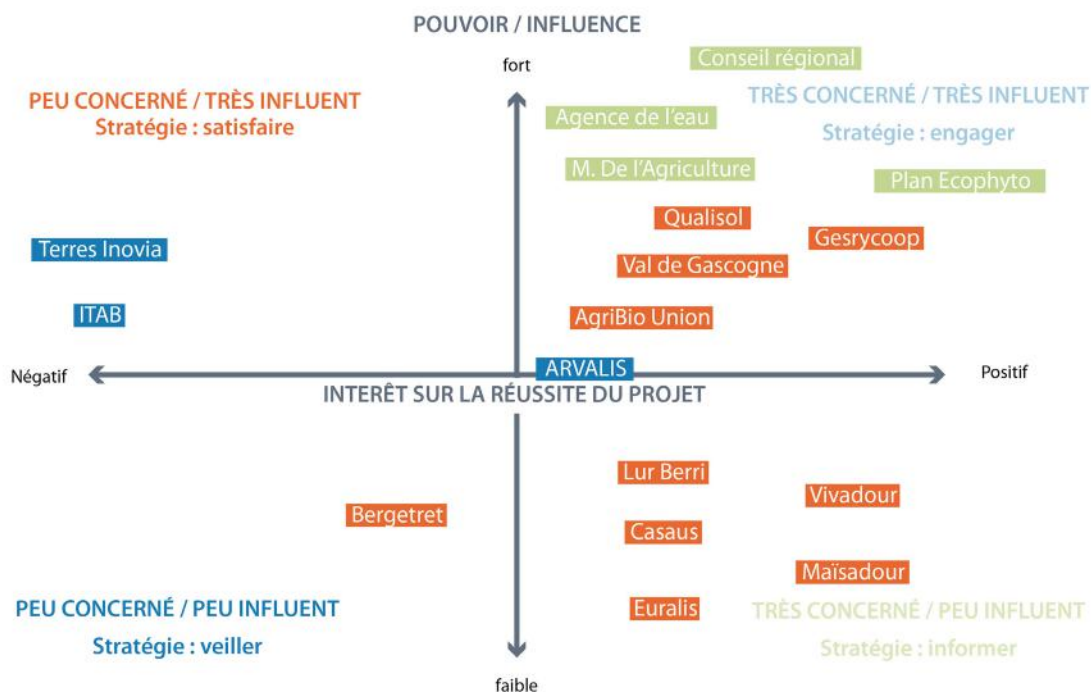 POUVOIR / INFLUENCE
fort
Conseil régional
PEU CONCERNÉ / TRÈS INFLUENT
Stratégie : satisfaire
TRÈS CONCERNÉ / TRÈS INFLUENT
Stratégie : engager
Agence de l'eau
M. De l'Agriculture
Plan Ecophyto
Qualisol
Gesrycoop
Terres Inovia
Val de Gascogne
ITAB
AgriBio Union
Négatif
ARVALIS
Positif
INTERÊT SUR LA RÉUSSITE DU PROJET
Lur Berri
Vivadour
Bergetret
Casaus
Maïsadour
PEU CONCERNÉ / PEU INFLUENT
Stratégie : veiller
Euralis
TRÈS CONCERNÉ / PEU INFLUENT
Stratégie : informer
faible